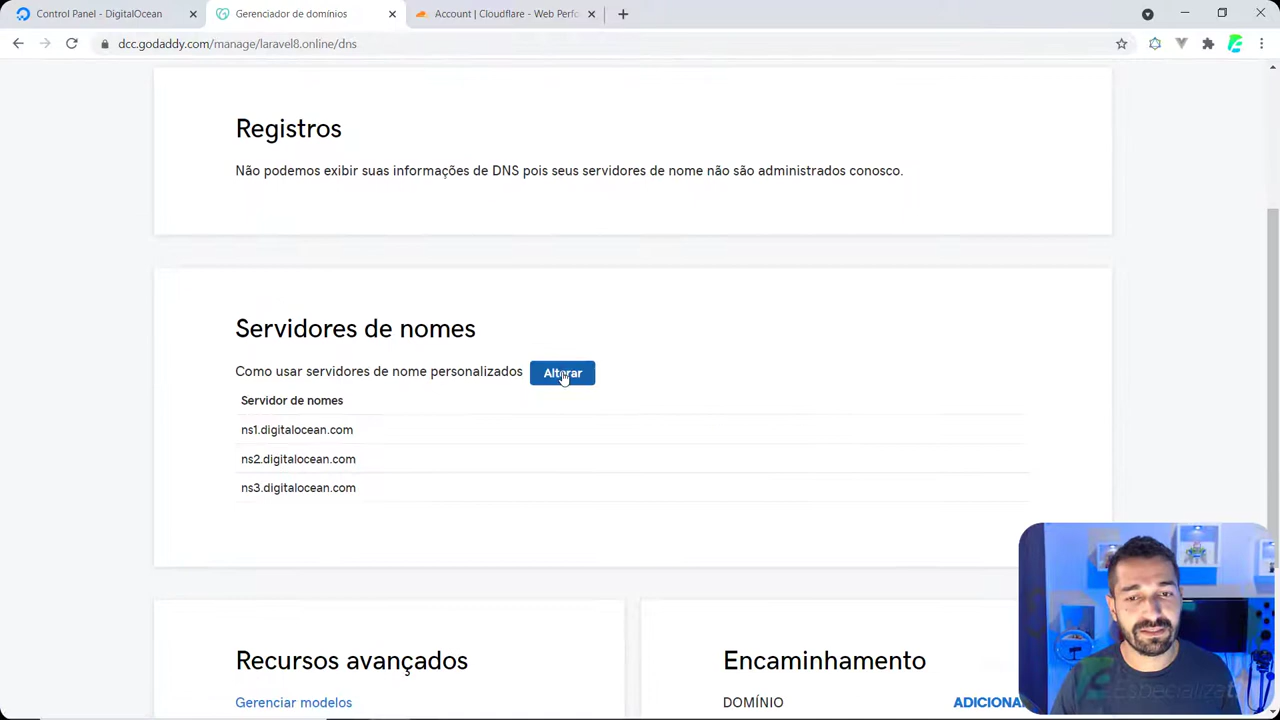 Control Panel - DigitalOcean
Gerenciador de domínios
Account | Cloudflare - Web Perfo
dcc.godaddy.com/manage/laravel8.online/dns
Registros
Não podemos exibir suas informações de DNS pois seus servidores de nome não são administrados conosco.
Servidores de nomes
Como usar servidores de nome personalizados
Alterar
Servidor de nomes
ns1.digitalocean.com
ns2.digitalocean.com
ns3.digitalocean.com
Recursos avançados
Encaminhamento
Gerenciar modelos
DOMÍNIO
ADICIONA
Especializati